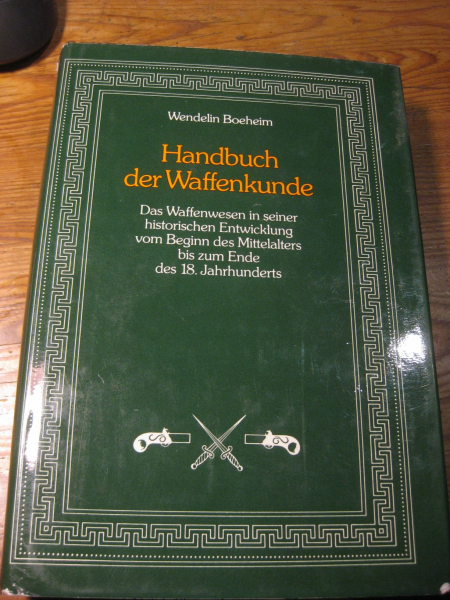 Wendelin Boeheim
Handbuch
der Waffenkunde
Das Waffenwesen in seiner
historischen Entwicklung
vom Beginn des Mittelalters
bis zum Ende
des 18. Jahrhunderts